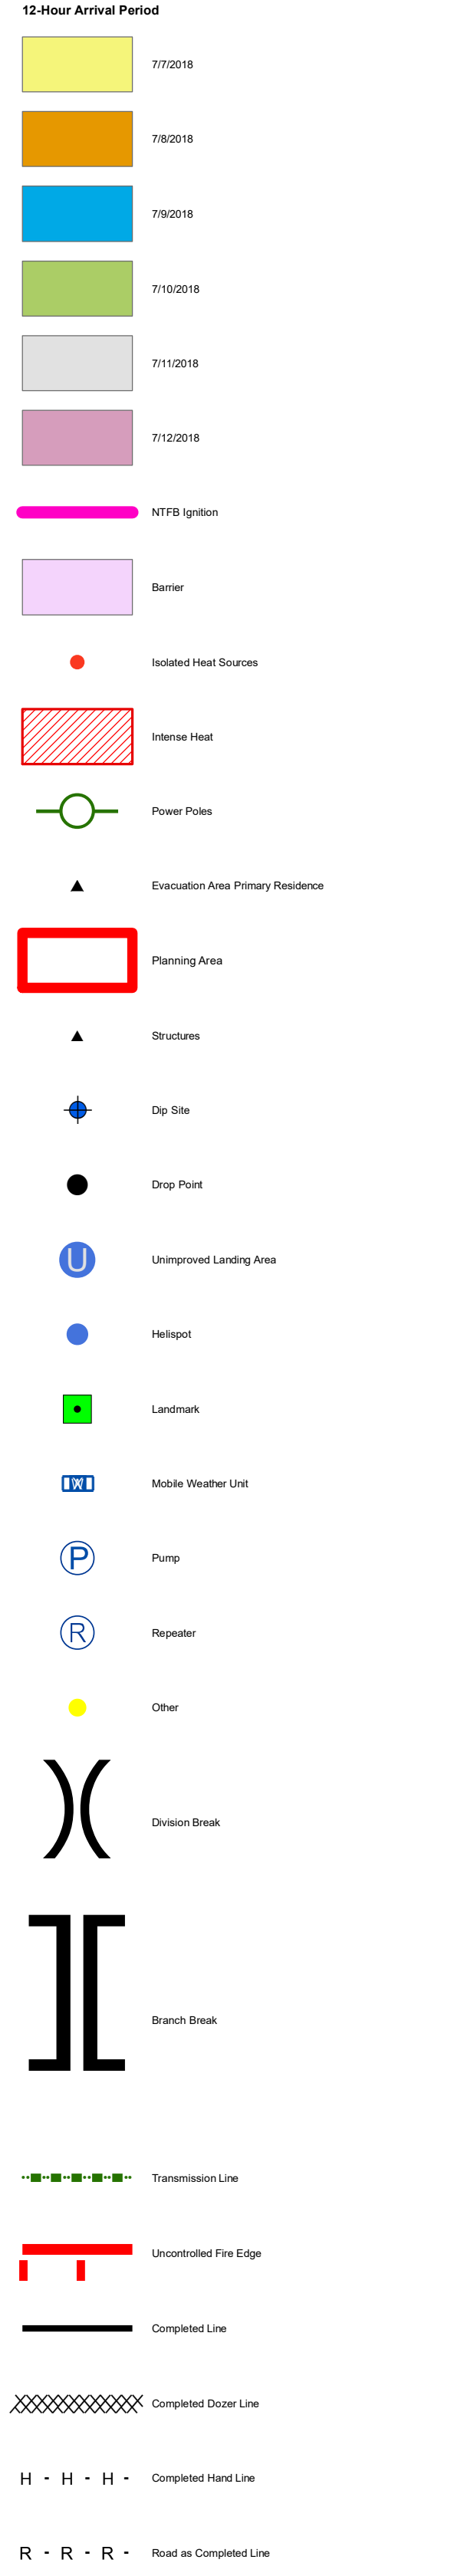 12-Hour Arrival Period
7/7/2018
7/8/2018
7/9/2018
7/10/2018
7/11/2018
7/12/2018
NTFB Ignition
Barrier
Isolated Heat Sources
Intense Heat
Power Poles
Evacuation Area Primary Residence
Planning Area
Structures
Dip Site
Drop Point
U Unimproved Landing Area
Helispot
Landmark
W Mobile Weather Unit
P Pump
R Repeater
Other
Division Break
Branch Break
Transmission Line
Uncontrolled Fire Edge
Completed Line
Completed Dozer Line
H - H - H - Completed Hand Line
R - R - R - Road as Completed Line